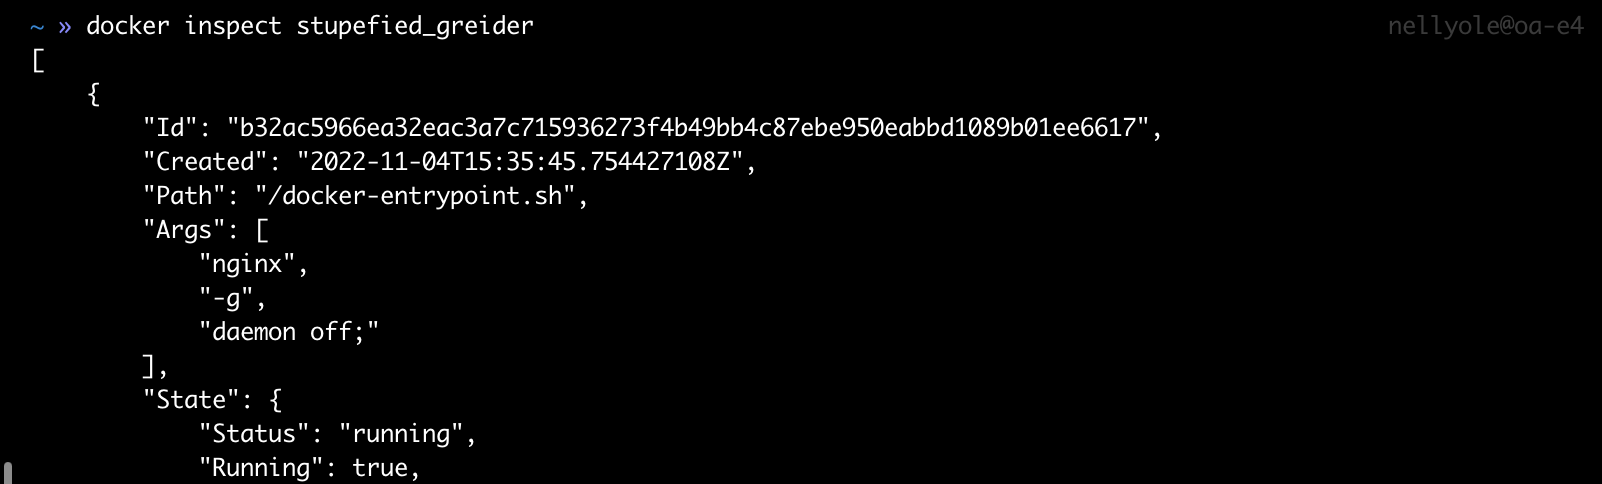 ~ » docker inspect stupefied_greider nellyole@oa-e4
[
    {
        "Id": "b32ac5966ea32eac3a7c715936273f4b49bb4c87ebe950eabbd1089b01ee6617",
        "Created": "2022-11-04T15:35:45.754427108Z",
        "Path": "/docker-entrypoint.sh",
        "Args": [
            "nginx",
            "-g",
            "daemon off;"
        ],
        "State": {
            "Status": "running",
            "Running": true,